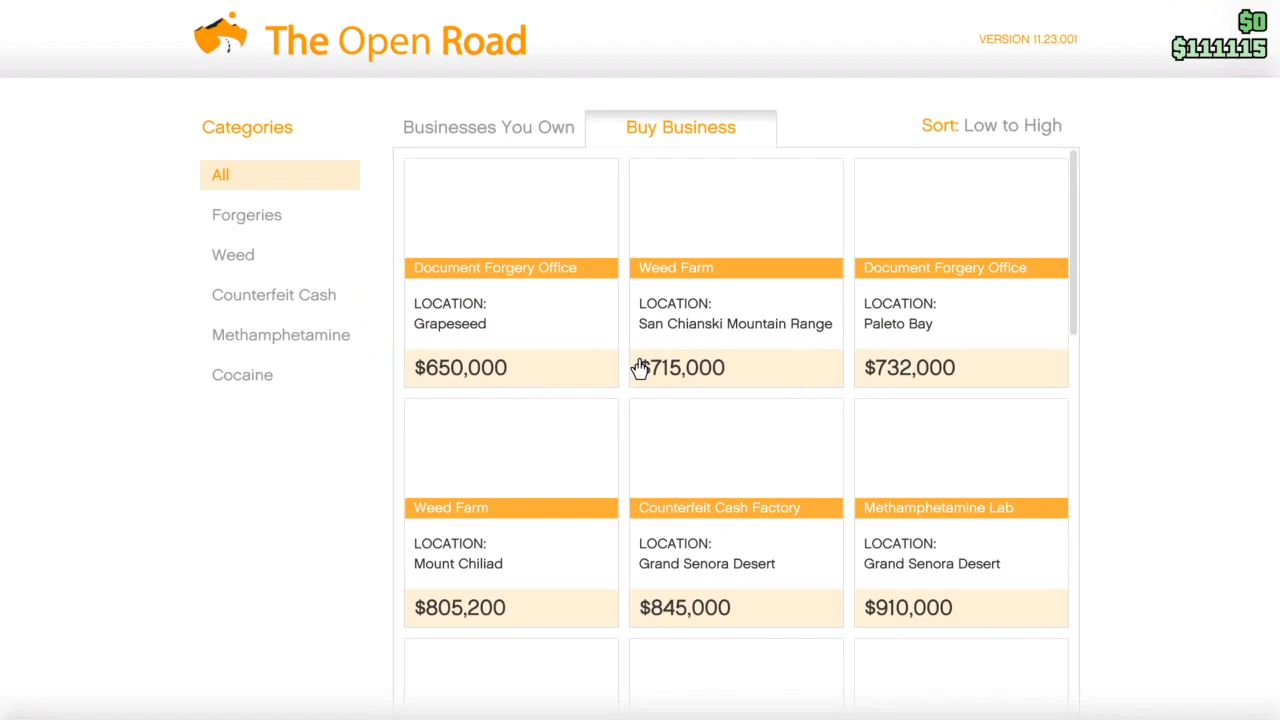 The Open Road
VERSION 11.23.001
$0
$111115
Categories
All
Forgeries
Weed
Counterfeit Cash
Methamphetamine
Cocaine
Businesses You Own
Buy Business
Sort: Low to High
Document Forgery Office
LOCATION:
Grapeseed
$650,000
Weed Farm
LOCATION:
San Chianski Mountain Range
$715,000
Document Forgery Office
LOCATION:
Paleto Bay
$732,000
Weed Farm
LOCATION:
Mount Chiliad
$805,200
Counterfeit Cash Factory
LOCATION:
Grand Senora Desert
$845,000
Methamphetamine Lab
LOCATION:
Grand Senora Desert
$910,000